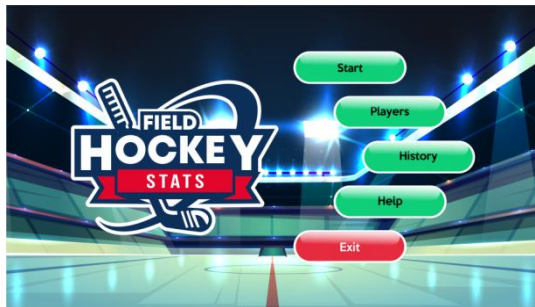 FIELD
HOCKEY
STATS
Start
Players
History
Help
Exit